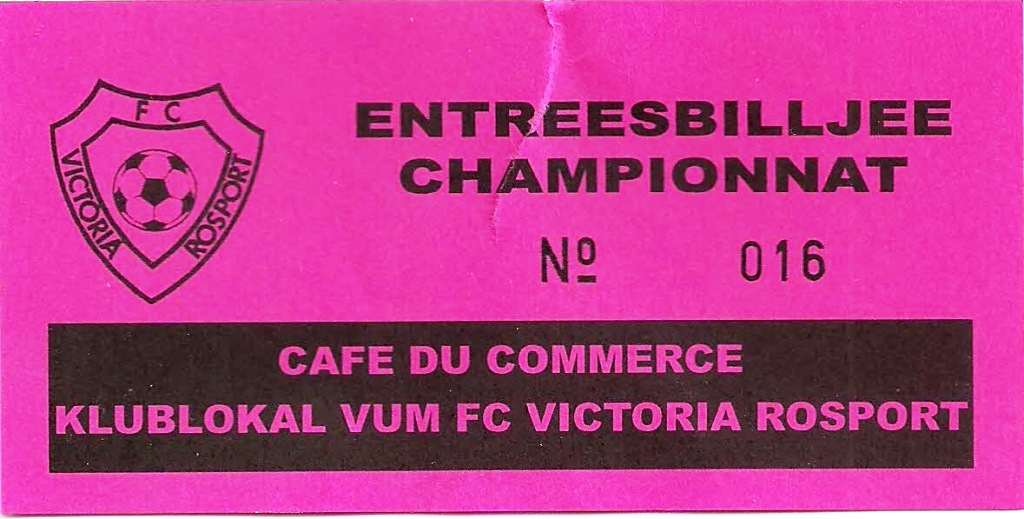 FC
VICTORIA
ROSPORT
ENTREESBILLJEE
CHAMPIONNAT
Nº 016
CAFE DU COMMERCE
KLUBLOKAL VUM FC VICTORIA ROSPORT